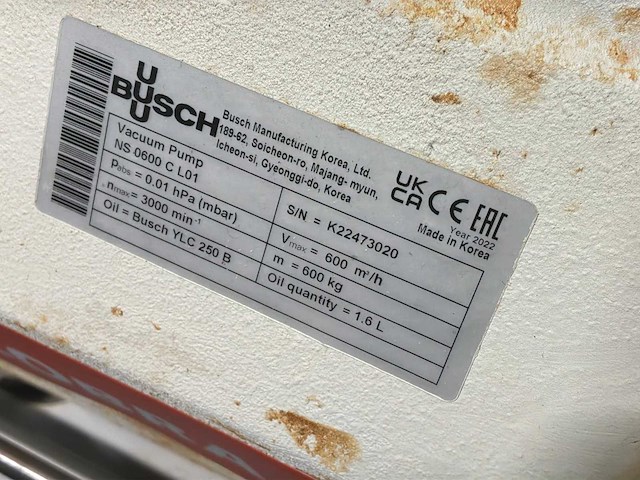 BUSCH
U
U
U
Busch Manufacturing Korea, Ltd.
189-62, Soicheon-ro, Majang- myun,
Icheon-si, Gyeonggi-do, Korea
UK
CA CE EAC
Year 2022
Made in Korea
Vacuum Pump
NS 0600 C L01
S/N = K22473020
Pabs = 0.01 hPa (mbar)
Vmax = 600 m³/h
nmax= 3000 min⁻¹
m = 600 kg
Oil = Busch YLC 250 B
Oil quantity = 1.6 L
COBRA